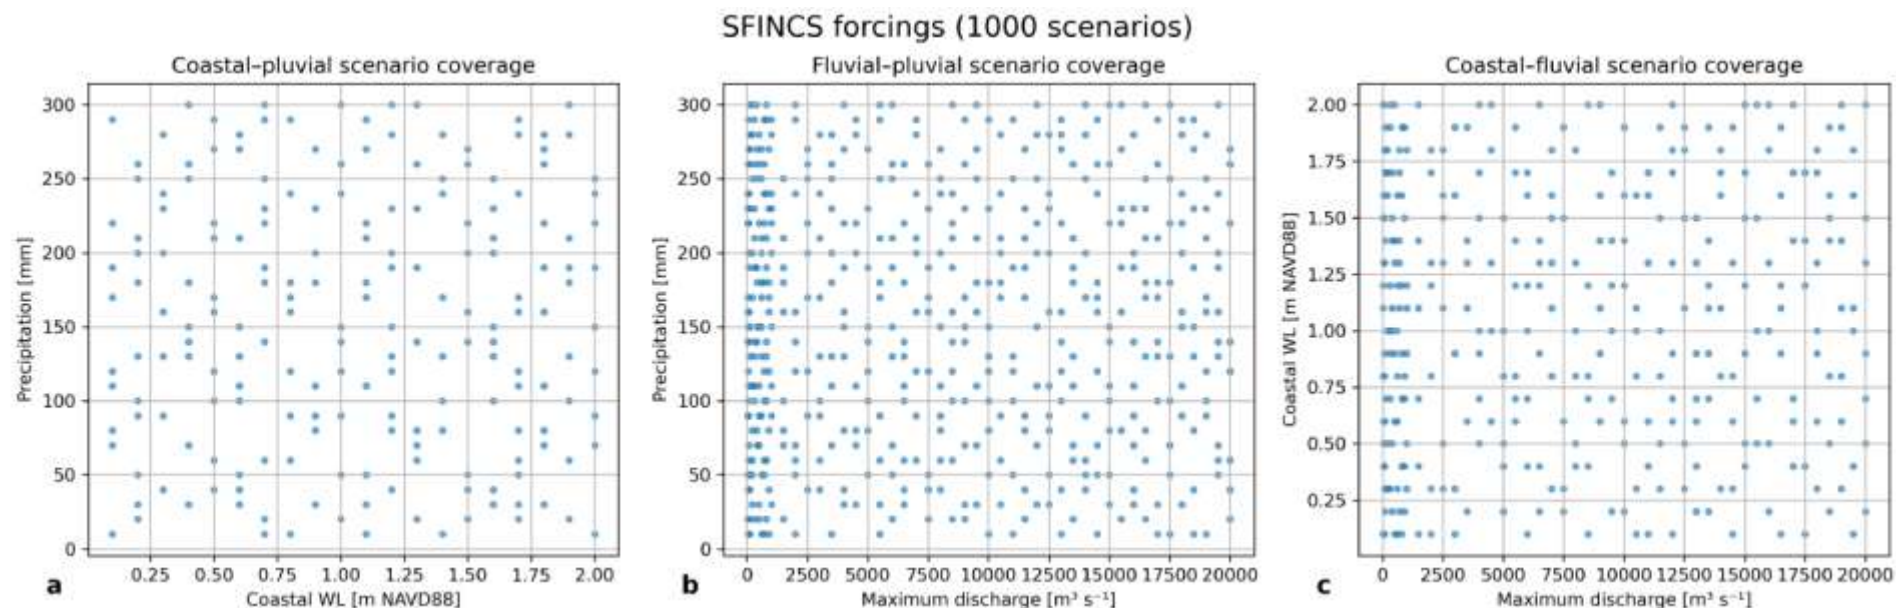 SFINCS forcings (1000 scenarios)
Coastal–pluvial scenario coverage
Precipitation [mm]
300
250
200
150
100
50
0
0.25 0.50 0.75 1.00 1.25 1.50 1.75 2.00
a
Coastal WL [m NAVD88]
Fluvial–pluvial scenario coverage
Precipitation [mm]
300
250
200
150
100
50
0
0 2500 5000 7500 10000 12500 15000 17500 20000
b
Maximum discharge [m³ s⁻¹]
Coastal–fluvial scenario coverage
Coastal WL [m NAVD88]
2.00
1.75
1.50
1.25
1.00
0.75
0.50
0.25
0 2500 5000 7500 10000 12500 15000 17500 20000
c
Maximum discharge [m³ s⁻¹]